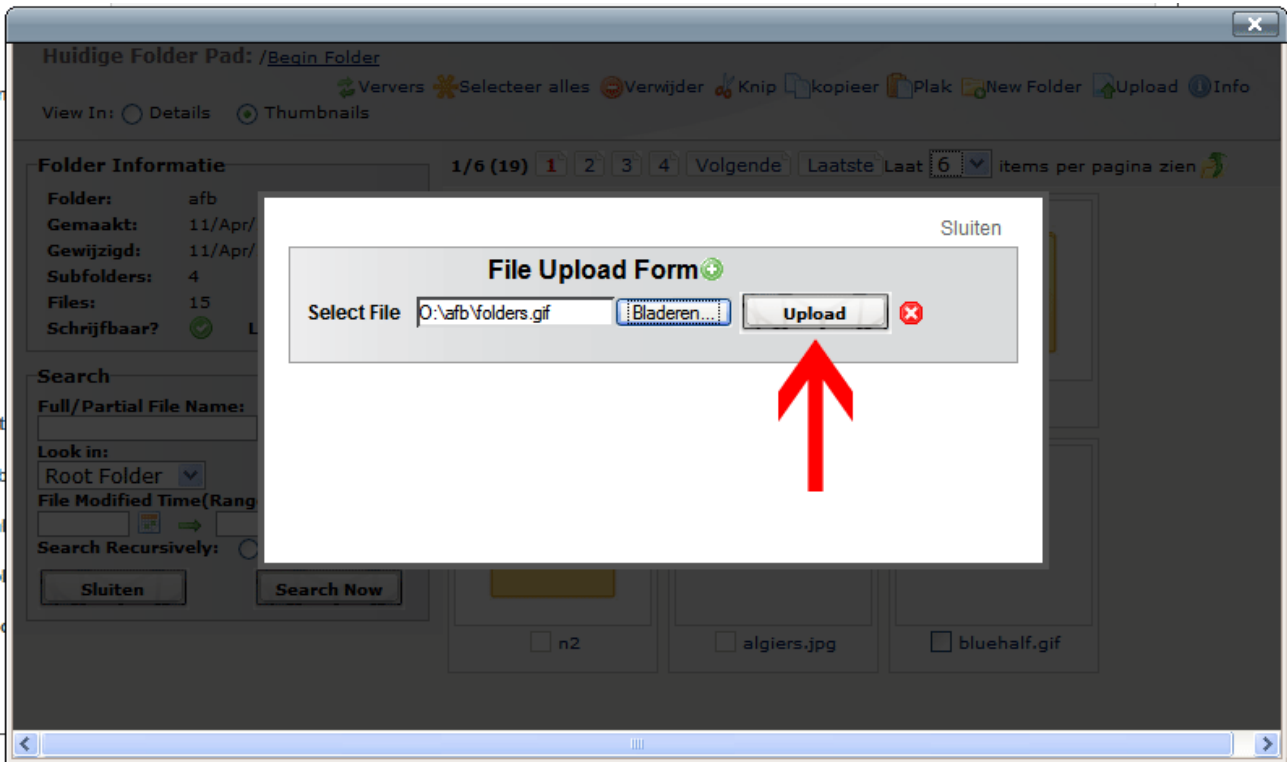 Huidige Folder Pad: /Begin Folder
Ververs Selecteer alles Verwijder Knip kopieer Plak New Folder Upload Info
View In: Details Thumbnails
Folder Informatie
1/6 (19) 1 2 3 4 Volgende Laatste Laat 6 items per pagina zien
Folder: afb
Gemaakt: 11/Apr/
Gewijzigd: 11/Apr/
Subfolders: 4
Files: 15
Schrijfbaar? L
Sluiten
File Upload Form
Select File O:\afb\folders.gif Bladeren... Upload
Search
Full/Partial File Name:
Look in:
Root Folder
File Modified Time(Rang
Search Recursively:
Sluiten Search Now
n2 algiers.jpg bluehalf.gif